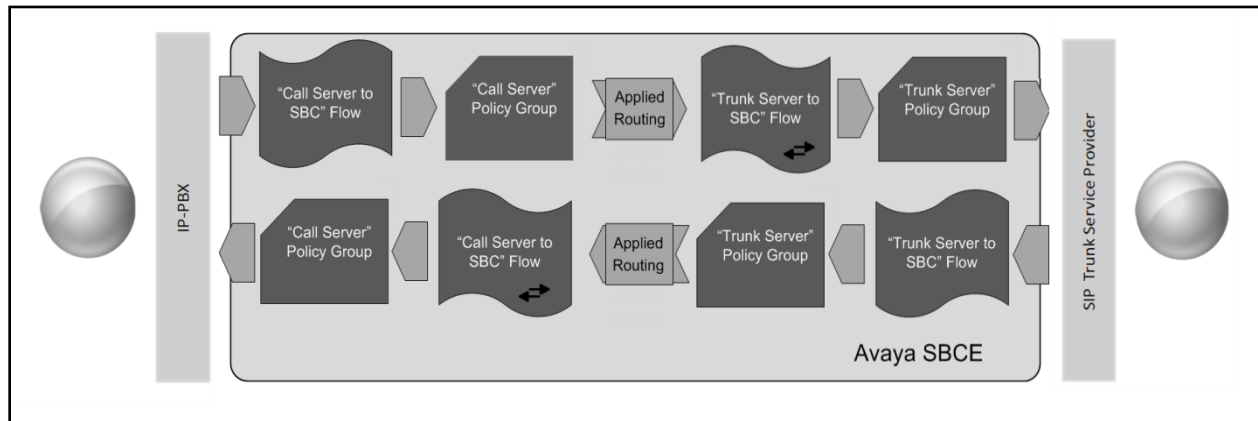 IP-PBX
“Call Server to
SBC” Flow
“Call Server”
Policy Group
Applied
Routing
“Trunk Server to
SBC” Flow
“Trunk Server”
Policy Group
“Call Server”
Policy Group
“Call Server to
SBC” Flow
Applied
Routing
“Trunk Server”
Policy Group
“Trunk Server to
SBC” Flow
Avaya SBCE
SIP Trunk Service Provider